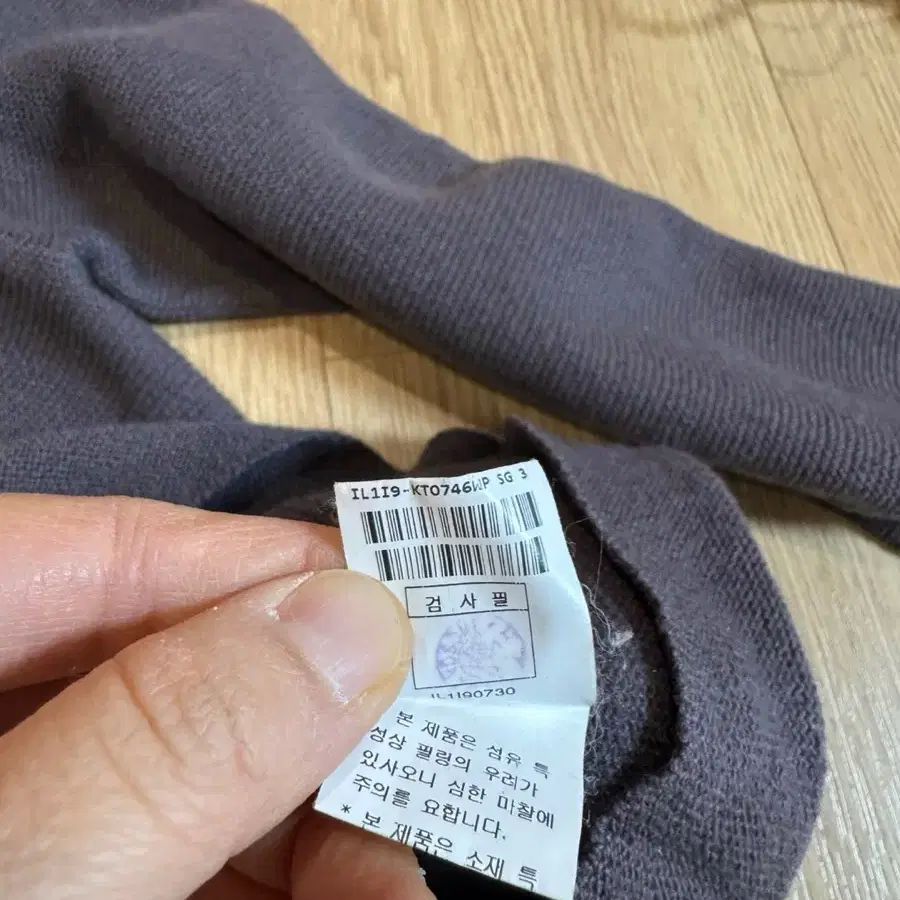 IL1I9-KT0746WP SG 3
검 사 필
IL1I90730
본 제품은 섬유 특
성상 필링의 우려가
있사오니 심한 마찰에
주의를 요합니다.
* 본 제품은 소재 특